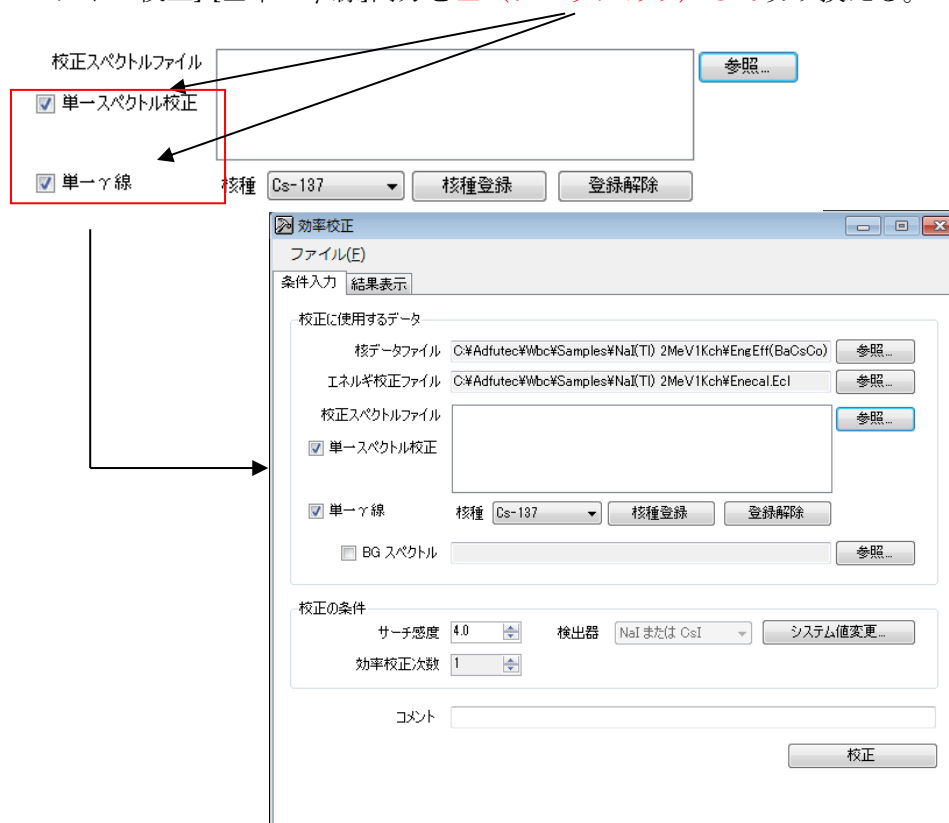 校正スペクトルファイル 参照...
単一スペクトル校正
単一γ線 核種 Cs-137 核種登録 登録解除
効率校正
ファイル(F)
条件入力 結果表示
校正に使用するデータ
核データファイル C:¥Adfutec¥Wbc¥Samples¥NaI(Tl) 2MeV1Kch¥EngEff(BaCsCo) 参照...
エネルギ校正ファイル C:¥Adfutec¥Wbc¥Samples¥NaI(Tl) 2MeV1Kch¥Enecal.Ecl 参照...
校正スペクトルファイル 参照...
単一スペクトル校正
単一γ線 核種 Cs-137 核種登録 登録解除
BG スペクトル 参照...
校正の条件
サーチ感度 4.0 検出器 NaI または CsI システム値変更...
効率校正次数 1
コメント
校正